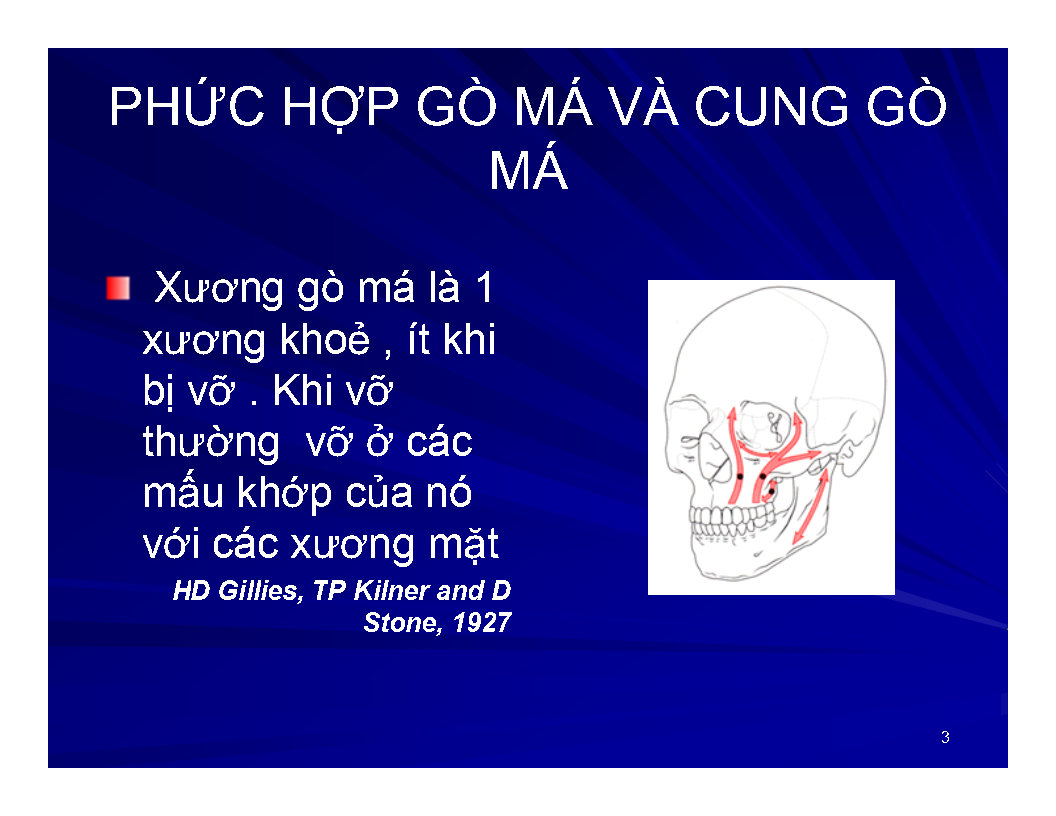 PHỨC HỢP GÒ MÁ VÀ CUNG GÒ
MÁ
Xương gò má là 1
xương khoẻ , ít khi
bị vỡ . Khi vỡ
thường vỡ ở các
mấu khớp của nó
với các xương mặt
HD Gillies, TP Kilner and D
Stone, 1927
3